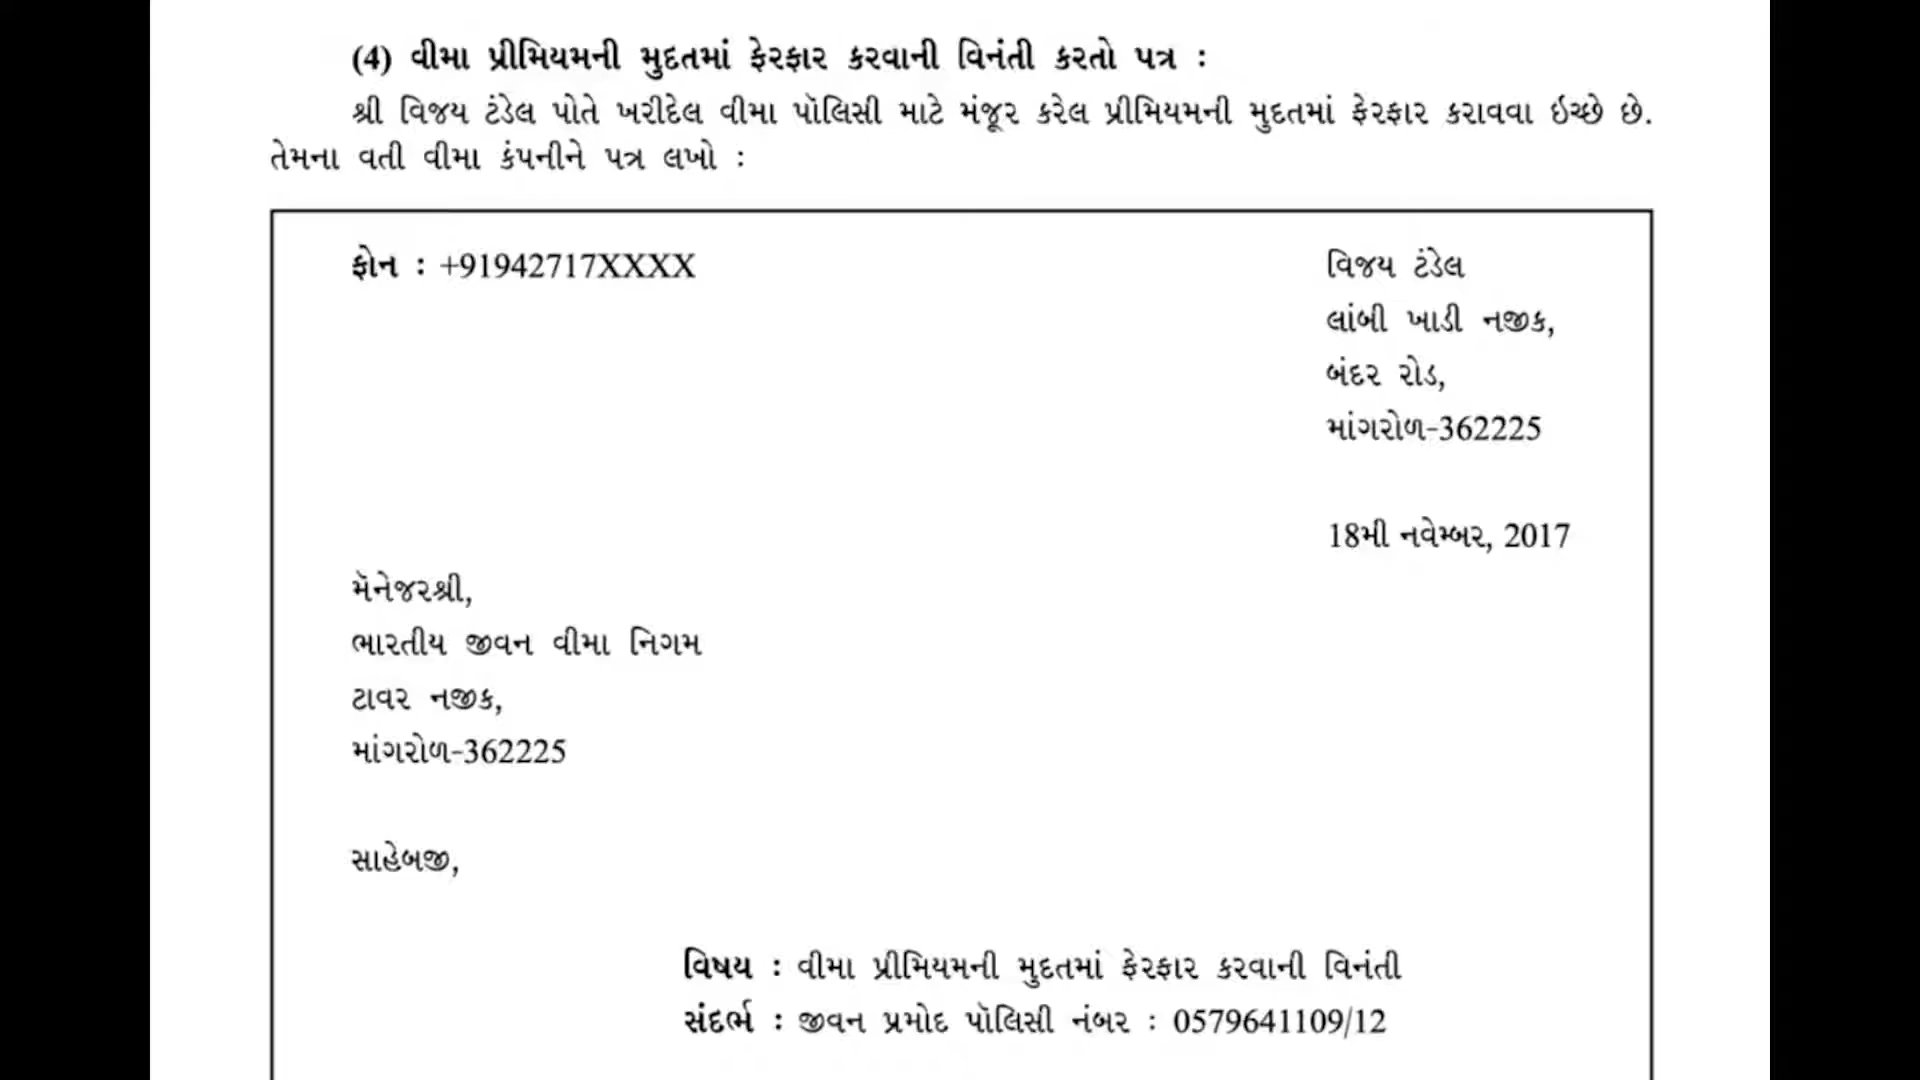 (4) વીમા પ્રીમિયમની મુદતમાં ફેરફાર કરવાની વિનંતી કરતો પત્ર :
શ્રી વિજય ટંડેલ પોતે ખરીદેલ વીમા પૉલિસી માટે મંજૂર કરેલ પ્રીમિયમની મુદતમાં ફેરફાર કરાવવા ઇચ્છે છે.
તેમના વતી વીમા કંપનીને પત્ર લખો :
ફોન : +91942717XXXX
વિજય ટંડેલ
લાંબી ખાડી નજીક,
બંદર રોડ,
માંગરોળ-362225
18મી નવેમ્બર, 2017
મૅનેજરશ્રી,
ભારતીય જીવન વીમા નિગમ
ટાવર નજીક,
માંગરોળ-362225
સાહેબજી,
વિષય : વીમા પ્રીમિયમની મુદતમાં ફેરફાર કરવાની વિનંતી
સંદર્ભ : જીવન પ્રમોદ પૉલિસી નંબર : 0579641109/12